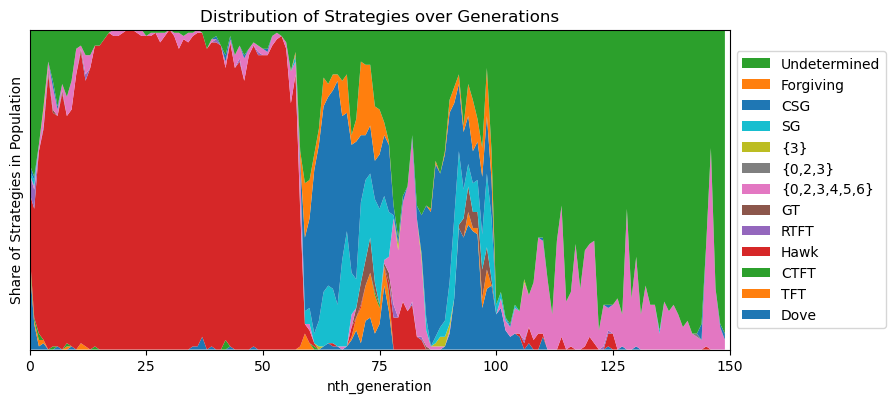 Distribution of Strategies over Generations
Share of Strategies in Population
0 25 50 75 100 125 150
nth_generation
Undetermined
Forgiving
CSG
SG
{3}
{0,2,3}
{0,2,3,4,5,6}
GT
RTFT
Hawk
CTFT
TFT
Dove